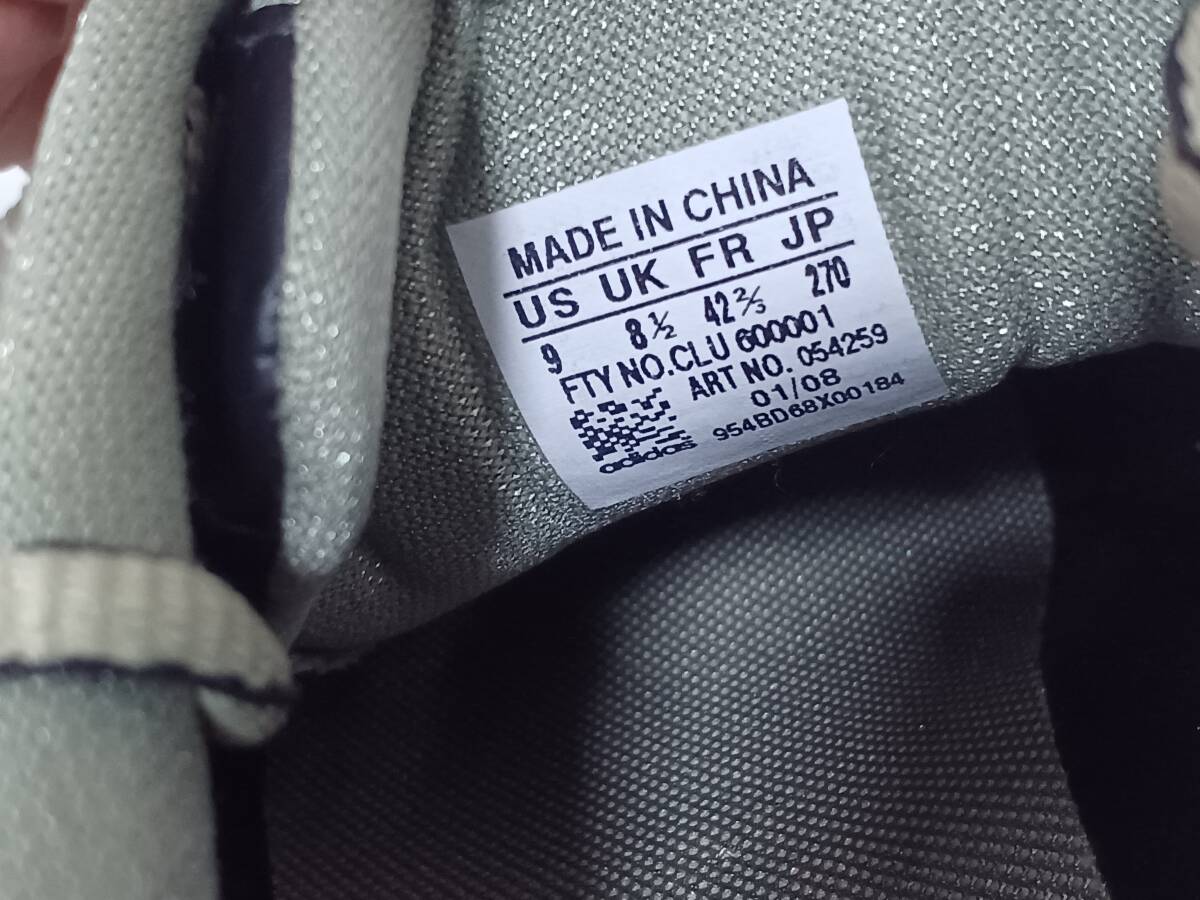 MADE IN CHINA
US UK FR JP
9 8½ 42⅔ 270
FTY NO.CLU 600001
ART NO. 054259
01/08
954BD68X00184
adidas